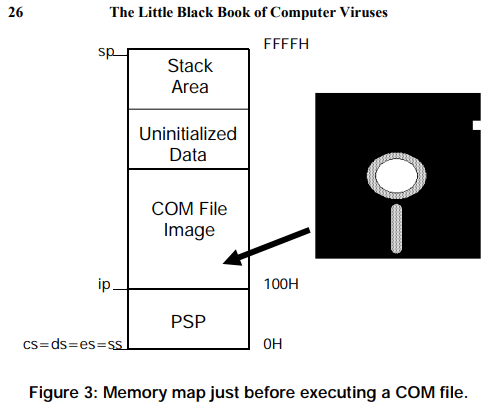 26 The Little Black Book of Computer Viruses
FFFFH
sp
Stack
Area
Uninitialized
Data
COM File
Image
ip
100H
PSP
cs=ds=es=ss
0H
Figure 3: Memory map just before executing a COM file.